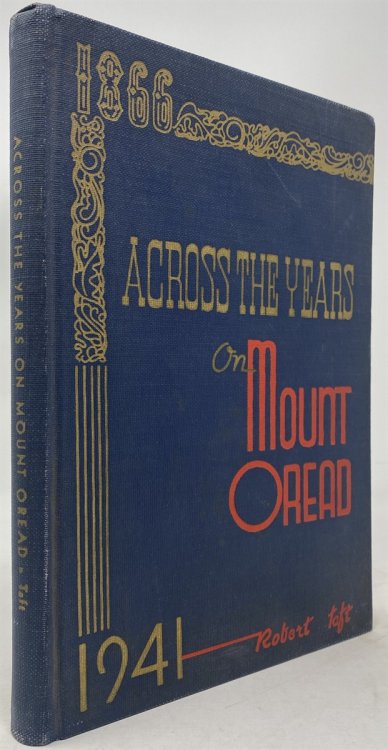 1866
ACROSS THE YEARS
On
MOUNT
OREAD
1941
Robert Taft
ACROSS THE YEARS ON MOUNT OREAD - Taft